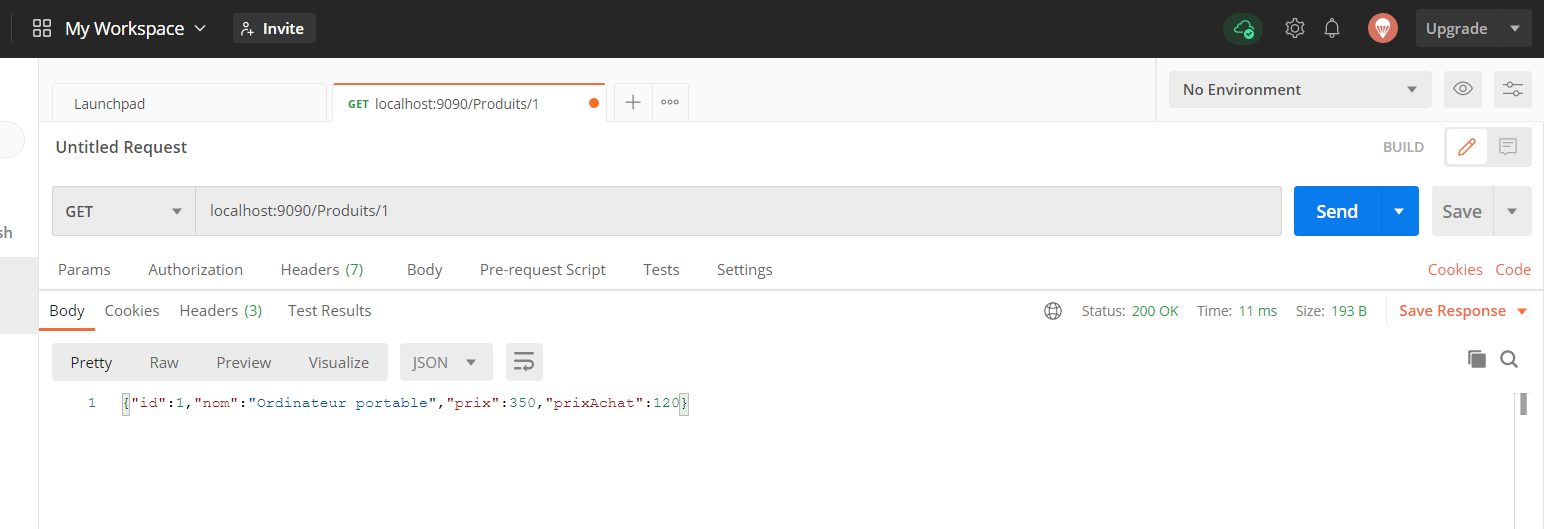 My Workspace Invite Upgrade
Launchpad GET localhost:9090/Produits/1 No Environment
Untitled Request BUILD
GET localhost:9090/Produits/1 Send Save
sh
Params Authorization Headers (7) Body Pre-request Script Tests Settings Cookies Code
Body Cookies Headers (3) Test Results Status: 200 OK Time: 11 ms Size: 193 B Save Response
Pretty Raw Preview Visualize JSON
1 {"id":1,"nom":"Ordinateur portable","prix":350,"prixAchat":120}